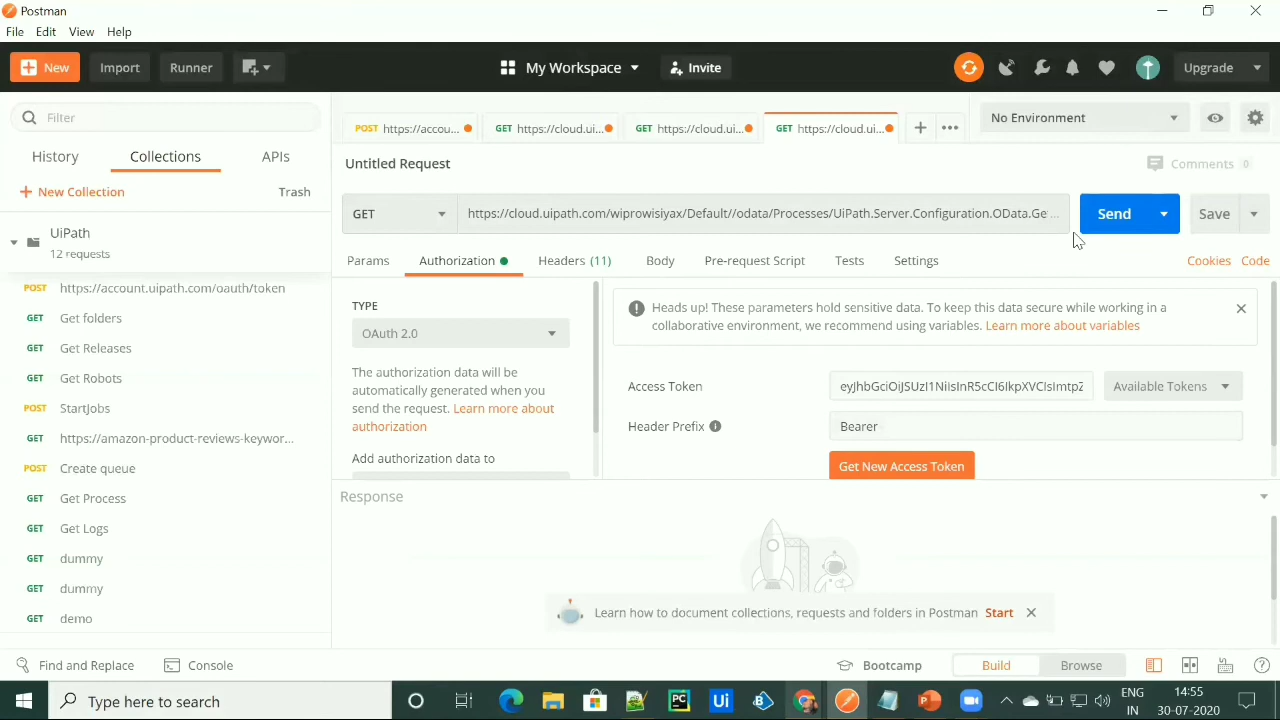 Postman
File Edit View Help
New Import Runner My Workspace Invite Upgrade
Filter
POST https://accou... GET https://cloud.ui... GET https://cloud.ui... GET https://cloud.ui... No Environment
History Collections APIs
Untitled Request Comments 0
New Collection Trash
GET https://cloud.uipath.com/wiprowisiyax/Default//odata/Processes/UiPath.Server.Configuration.OData.Ge... Send Save
UiPath
12 requests
Params Authorization Headers (11) Body Pre-request Script Tests Settings Cookies Code
POST https://account.uipath.com/oauth/token
GET Get folders
GET Get Releases
GET Get Robots
POST StartJobs
GET https://amazon-product-reviews-keywor...
POST Create queue
GET Get Process
GET Get Logs
GET dummy
GET dummy
GET demo
TYPE
OAuth 2.0
The authorization data will be
automatically generated when you
send the request. Learn more about
authorization
Add authorization data to
Heads up! These parameters hold sensitive data. To keep this data secure while working in a
collaborative environment, we recommend using variables. Learn more about variables
Access Token Available Tokens
Header Prefix Bearer
Get New Access Token
Response
Learn how to document collections, requests and folders in Postman Start
Find and Replace Console Bootcamp Build Browse
Type here to search
Ui
PC
ENG
IN
14:55
30-07-2020